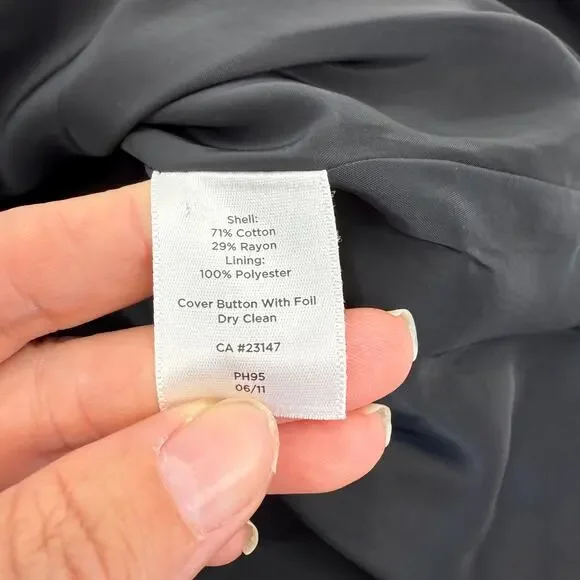 Shell:
71% Cotton
29% Rayon
Lining:
100% Polyester
Cover Button With Foil
Dry Clean
CA #23147
PH95
06/11